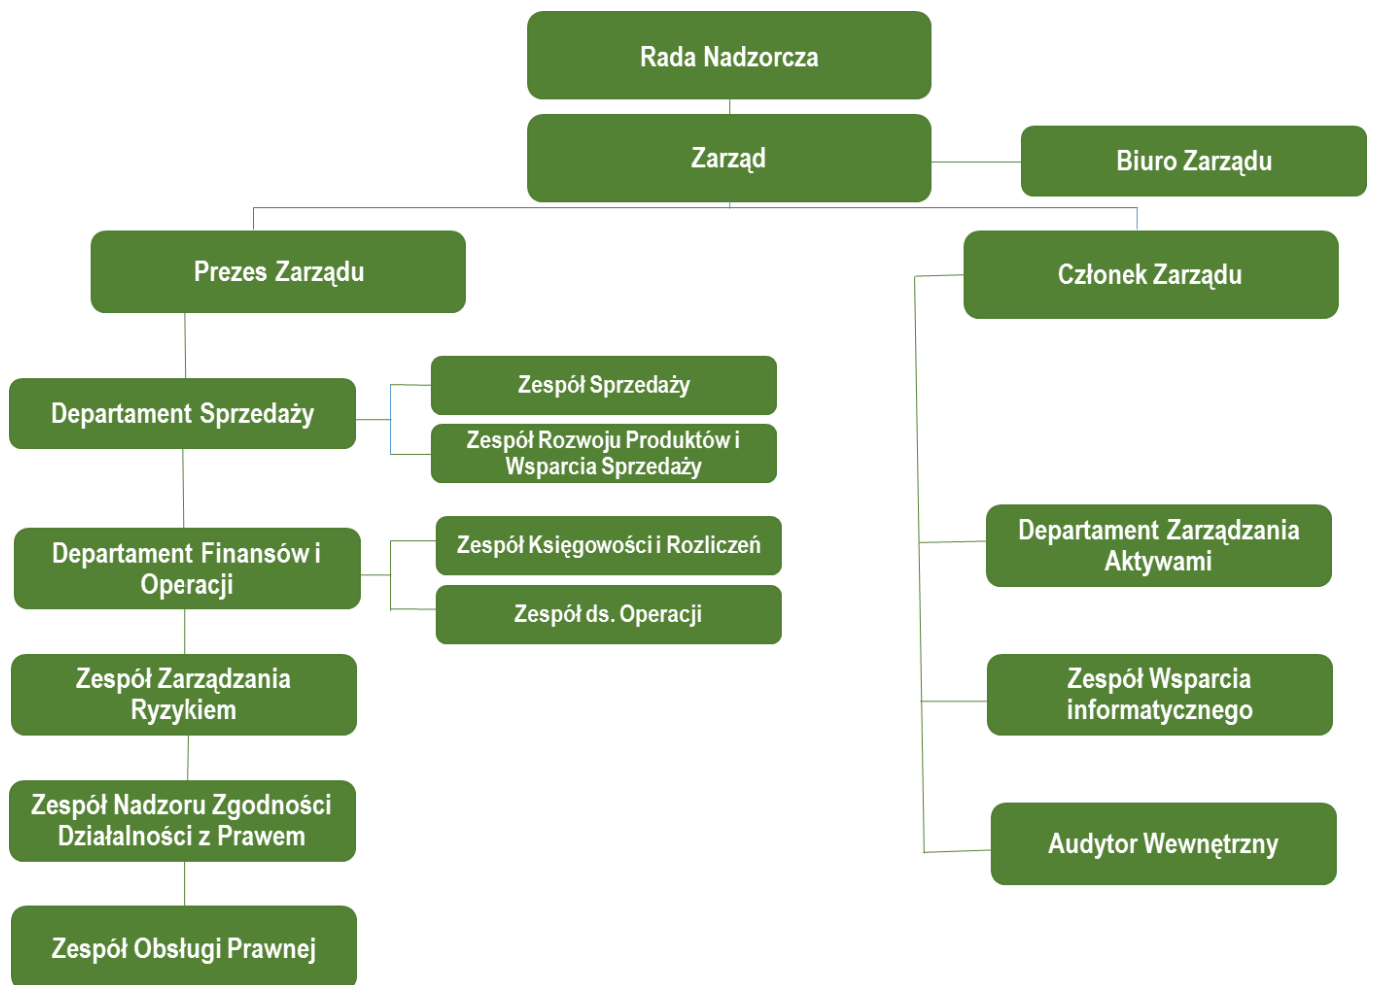 Rada Nadzorcza
Zarząd
Biuro Zarządu
Prezes Zarządu
Członek Zarządu
Departament Sprzedaży
Zespół Sprzedaży
Zespół Rozwoju Produktów i
Wsparcia Sprzedaży
Departament Finansów i
Operacji
Zespół Księgowości i Rozliczeń
Zespół ds. Operacji
Zespół Zarządzania
Ryzykiem
Zespół Nadzoru Zgodności
Działalności z Prawem
Zespół Obsługi Prawnej
Departament Zarządzania
Aktywami
Zespół Wsparcia
informatycznego
Audytor Wewnętrzny